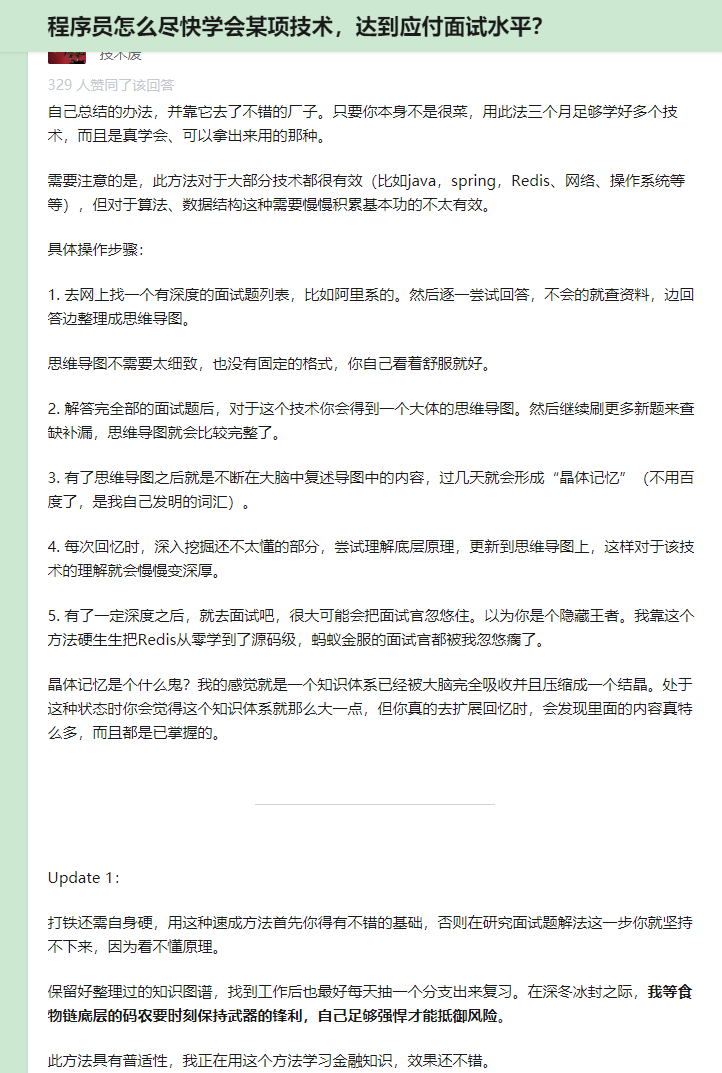 程序员怎么尽快学会某项技术，达到应付面试水平？
技术废
329 人赞同了该回答
自己总结的办法，并靠它去了不错的厂子。只要你本身不是很菜，用此法三个月足够学好多个技
术，而且是真学会、可以拿出来用的那种。
需要注意的是，此方法对于大部分技术都很有效（比如java，spring，Redis、网络、操作系统等
等），但对于算法、数据结构这种需要慢慢积累基本功的不太有效。
具体操作步骤：
1. 去网上找一个有深度的面试题列表，比如阿里系的。然后逐一尝试回答，不会的就查资料，边回
答边整理成思维导图。
思维导图不需要太细致，也没有固定的格式，你自己看着舒服就好。
2. 解答完全部的面试题后，对于这个技术你会得到一个大体的思维导图。然后继续刷更多新题来查
缺补漏，思维导图就会比较完整了。
3. 有了思维导图之后就是不断在大脑中复述导图中的内容，过几天就会形成“晶体记忆”（不用百
度了，是我自己发明的词汇）。
4. 每次回忆时，深入挖掘还不太懂的部分，尝试理解底层原理，更新到思维导图上，这样对于该技
术的理解就会慢慢变深厚。
5. 有了一定深度之后，就去面试吧，很大可能会把面试官忽悠住。以为你是个隐藏王者。我靠这个
方法硬生生把Redis从零学到了源码级，蚂蚁金服的面试官都被我忽悠瘸了。
晶体记忆是个什么鬼？我的感觉就是一个知识体系已经被大脑完全吸收并且压缩成一个结晶。处于
这种状态时你会觉得这个知识体系就那么大一点，但你真的去扩展回忆时，会发现里面的内容真特
么多，而且都是已掌握的。
Update 1：
打铁还需自身硬，用这种速成方法首先你得有不错的基础，否则在研究面试题解法这一步你就坚持
不下来，因为看不懂原理。
保留好整理过的知识图谱，找到工作后也最好每天抽一个分支出来复习。在深冬冰封之际，我等食
物链底层的码农要时刻保持武器的锋利，自己足够强悍才能抵御风险。
此方法具有普适性，我正在用这个方法学习金融知识，效果还不错。